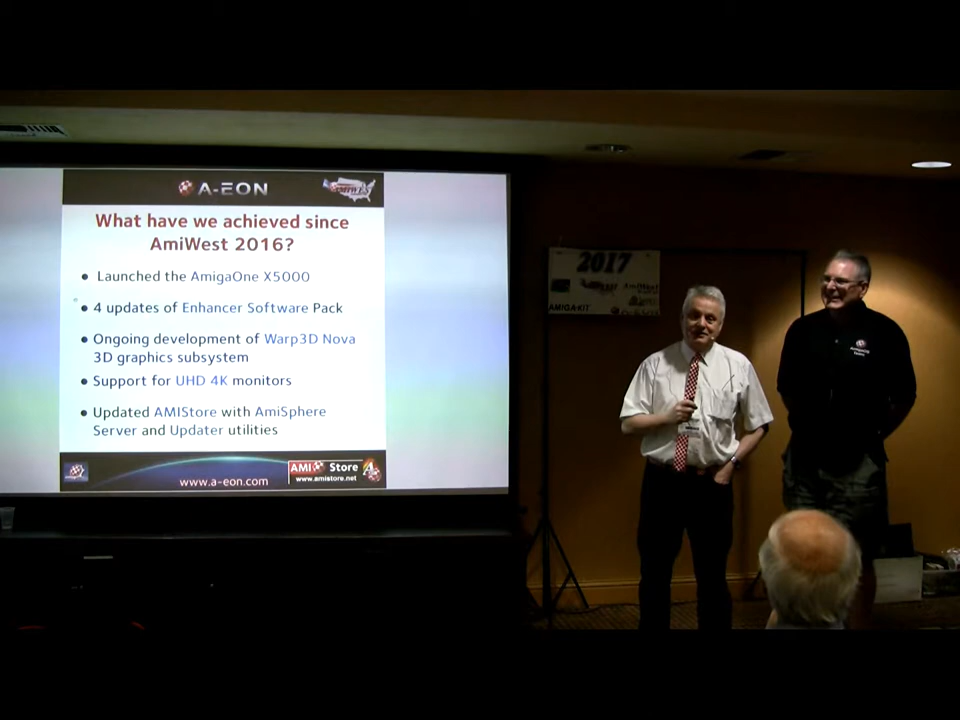 A-EON
What have we achieved since
AmiWest 2016?
● Launched the AmigaOne X5000
● 4 updates of Enhancer Software Pack
● Ongoing development of Warp3D Nova
3D graphics subsystem
● Support for UHD 4K monitors
● Updated AMIStore with AmiSphere
Server and Updater utilities
www.a-eon.com
AMI Store
www.amistore.net
2017
AMIGAKIT